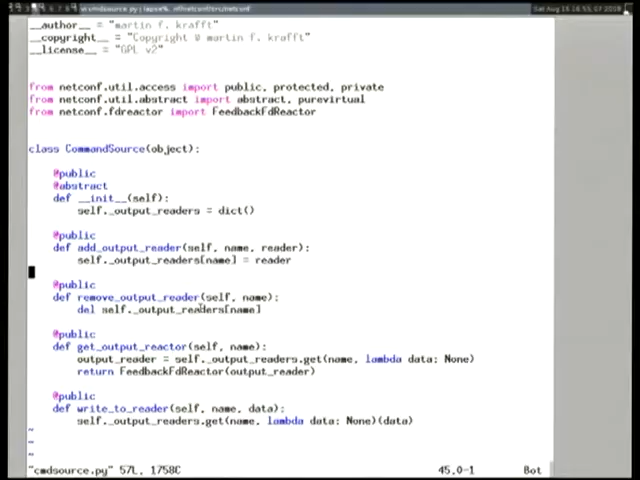 __author__ = "martin f. krafft"
__copyright__ = "Copyright © martin f. krafft"
__license__ = "GPL v2"
from netconf.util.access import public, protected, private
from netconf.util.abstract import abstract, purevirtual
from netconf.fdreactor import FeedbackFdReactor
class CommandSource(object):
@public
@abstract
def __init__(self):
self._output_readers = dict()
@public
def add_output_reader(self, name, reader):
self._output_readers[name] = reader
@public
def remove_output_reader(self, name):
del self._output_readers[name]
@public
def get_output_reactor(self, name):
output_reader = self._output_readers.get(name, lambda data: None)
return FeedbackFdReactor(output_reader)
@public
def write_to_reader(self, name, data):
self._output_readers.get(name, lambda data: None)(data)
~
~
~
"cmdsource.py" 57L, 1758C 45,0-1 Bot